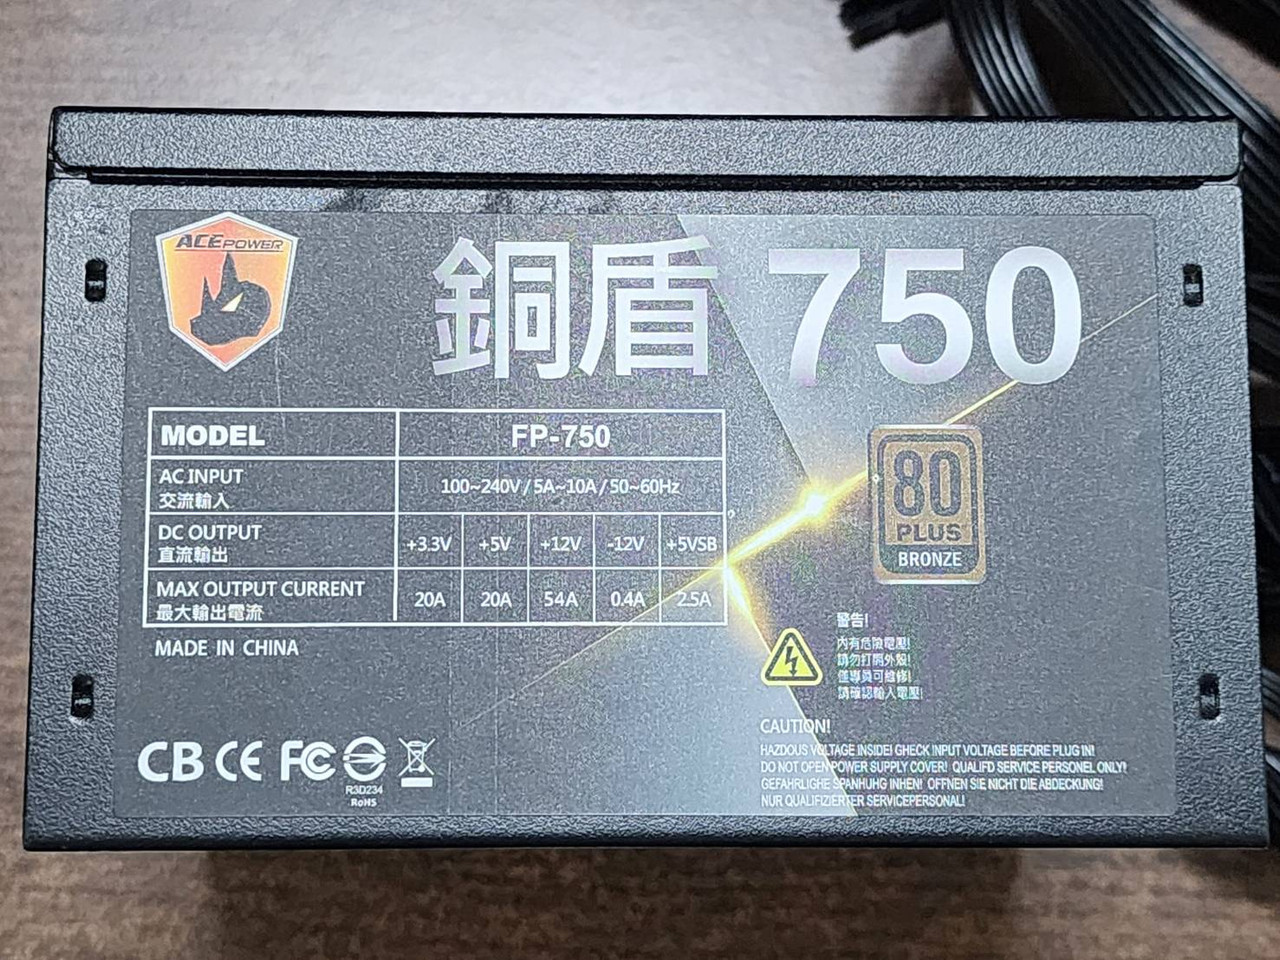 ACEPOWER
銅盾 750
MODEL FP-750
AC INPUT
交流輸入
100~240V / 5A~10A / 50~60Hz
DC OUTPUT
直流輸出
+3.3V +5V +12V -12V +5VSB
MAX OUTPUT CURRENT
最大輸出電流
20A 20A 54A 0.4A 2.5A
MADE IN CHINA
80
PLUS
BRONZE
警告!
內有危險電壓!
請勿打開外殼!
僅專員可維修!
請確認輸入電壓!
CAUTION!
HAZDOUS VOLTAGE INSIDE! GHECK INPUT VOLTAGE BEFORE PLUG IN!
DO NOT OPEN POWER SUPPLY COVER! QUALIFD SERVICE PERSONEL ONLY!
GEFAHRLIGHE SPANHUHG INHEN! OFFNEN SIE NICHT DIE ABDECKUNG!
NUR QUALIFIZIERTER SERVICEPERSONAL!
CB CE FC
R3D234
RoHS